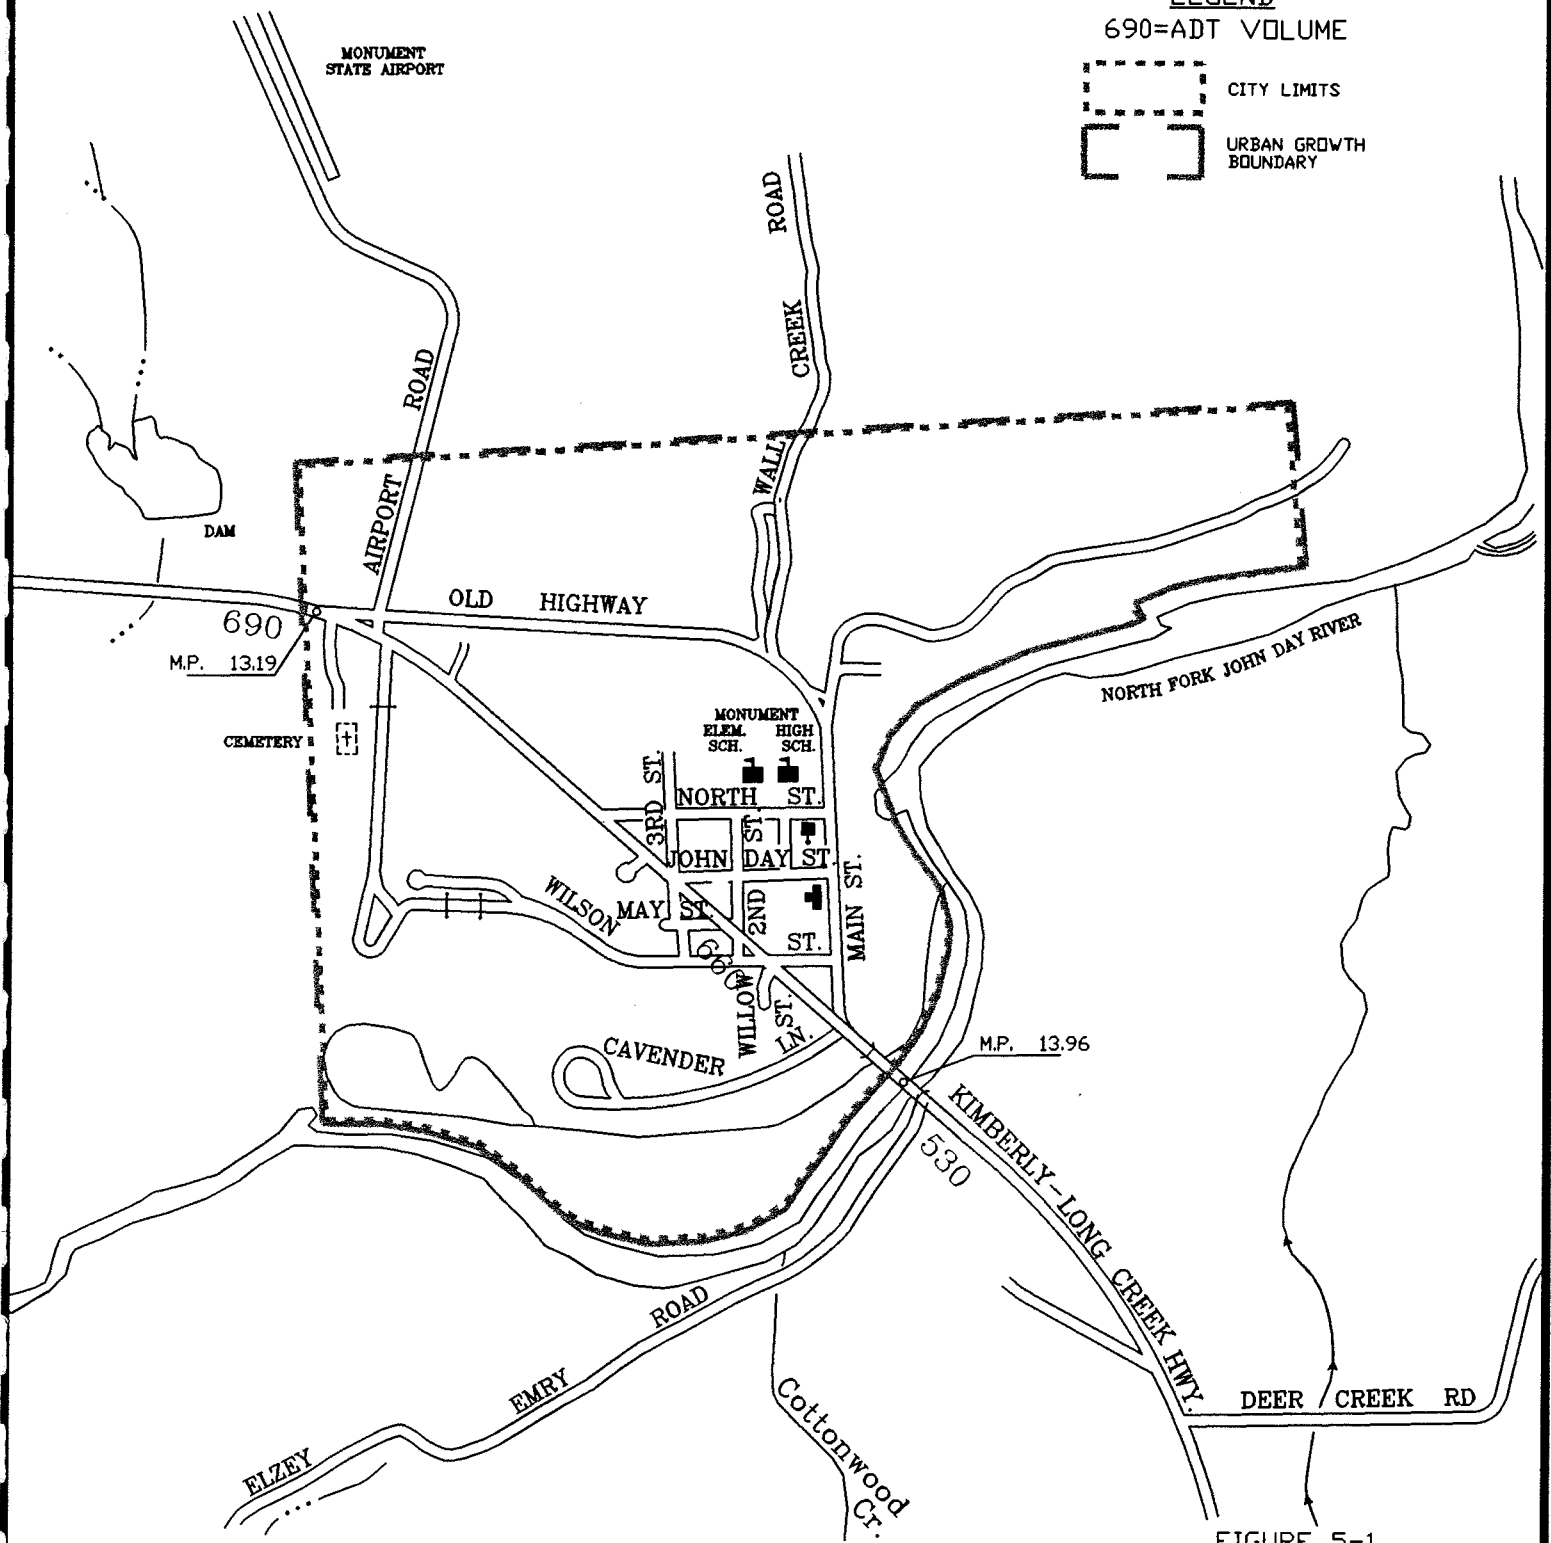 LEGEND
690=ADT VOLUME
CITY LIMITS
URBAN GROWTH
BOUNDARY
MONUMENT
STATE AIRPORT
WALL CREEK ROAD
AIRPORT ROAD
DAM
OLD HIGHWAY
690
M.P. 13.19
NORTH FORK JOHN DAY RIVER
CEMETERY
MONUMENT
ELEM. HIGH
SCH. SCH.
3RD ST.
NORTH ST.
2ND ST.
JOHN DAY ST.
MAIN ST.
MAY ST.
WILSON ST.
660
WILLOW ST.
CAVENDER LN.
M.P. 13.96
KIMBERLY-LONG CREEK HWY.
530
ELZEY EMRY ROAD
DEER CREEK RD
Cottonwood
Cr.
FIGURE 5-1